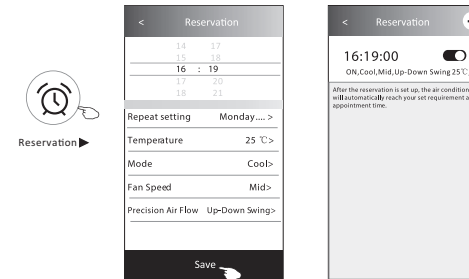 Reservation
< Reservation
14 17
15 18
16 : 19
17 20
18 21
Repeat setting Monday.... >
Temperature 25 ℃>
Mode Cool>
Fan Speed Mid>
Precision Air Flow Up-Down Swing>
Save
< Reservation
16:19:00
ON,Cool,Mid,Up-Down Swing 25℃
After the reservation is set up, the air condition
will automatically reach your set requirement a
appointment time.